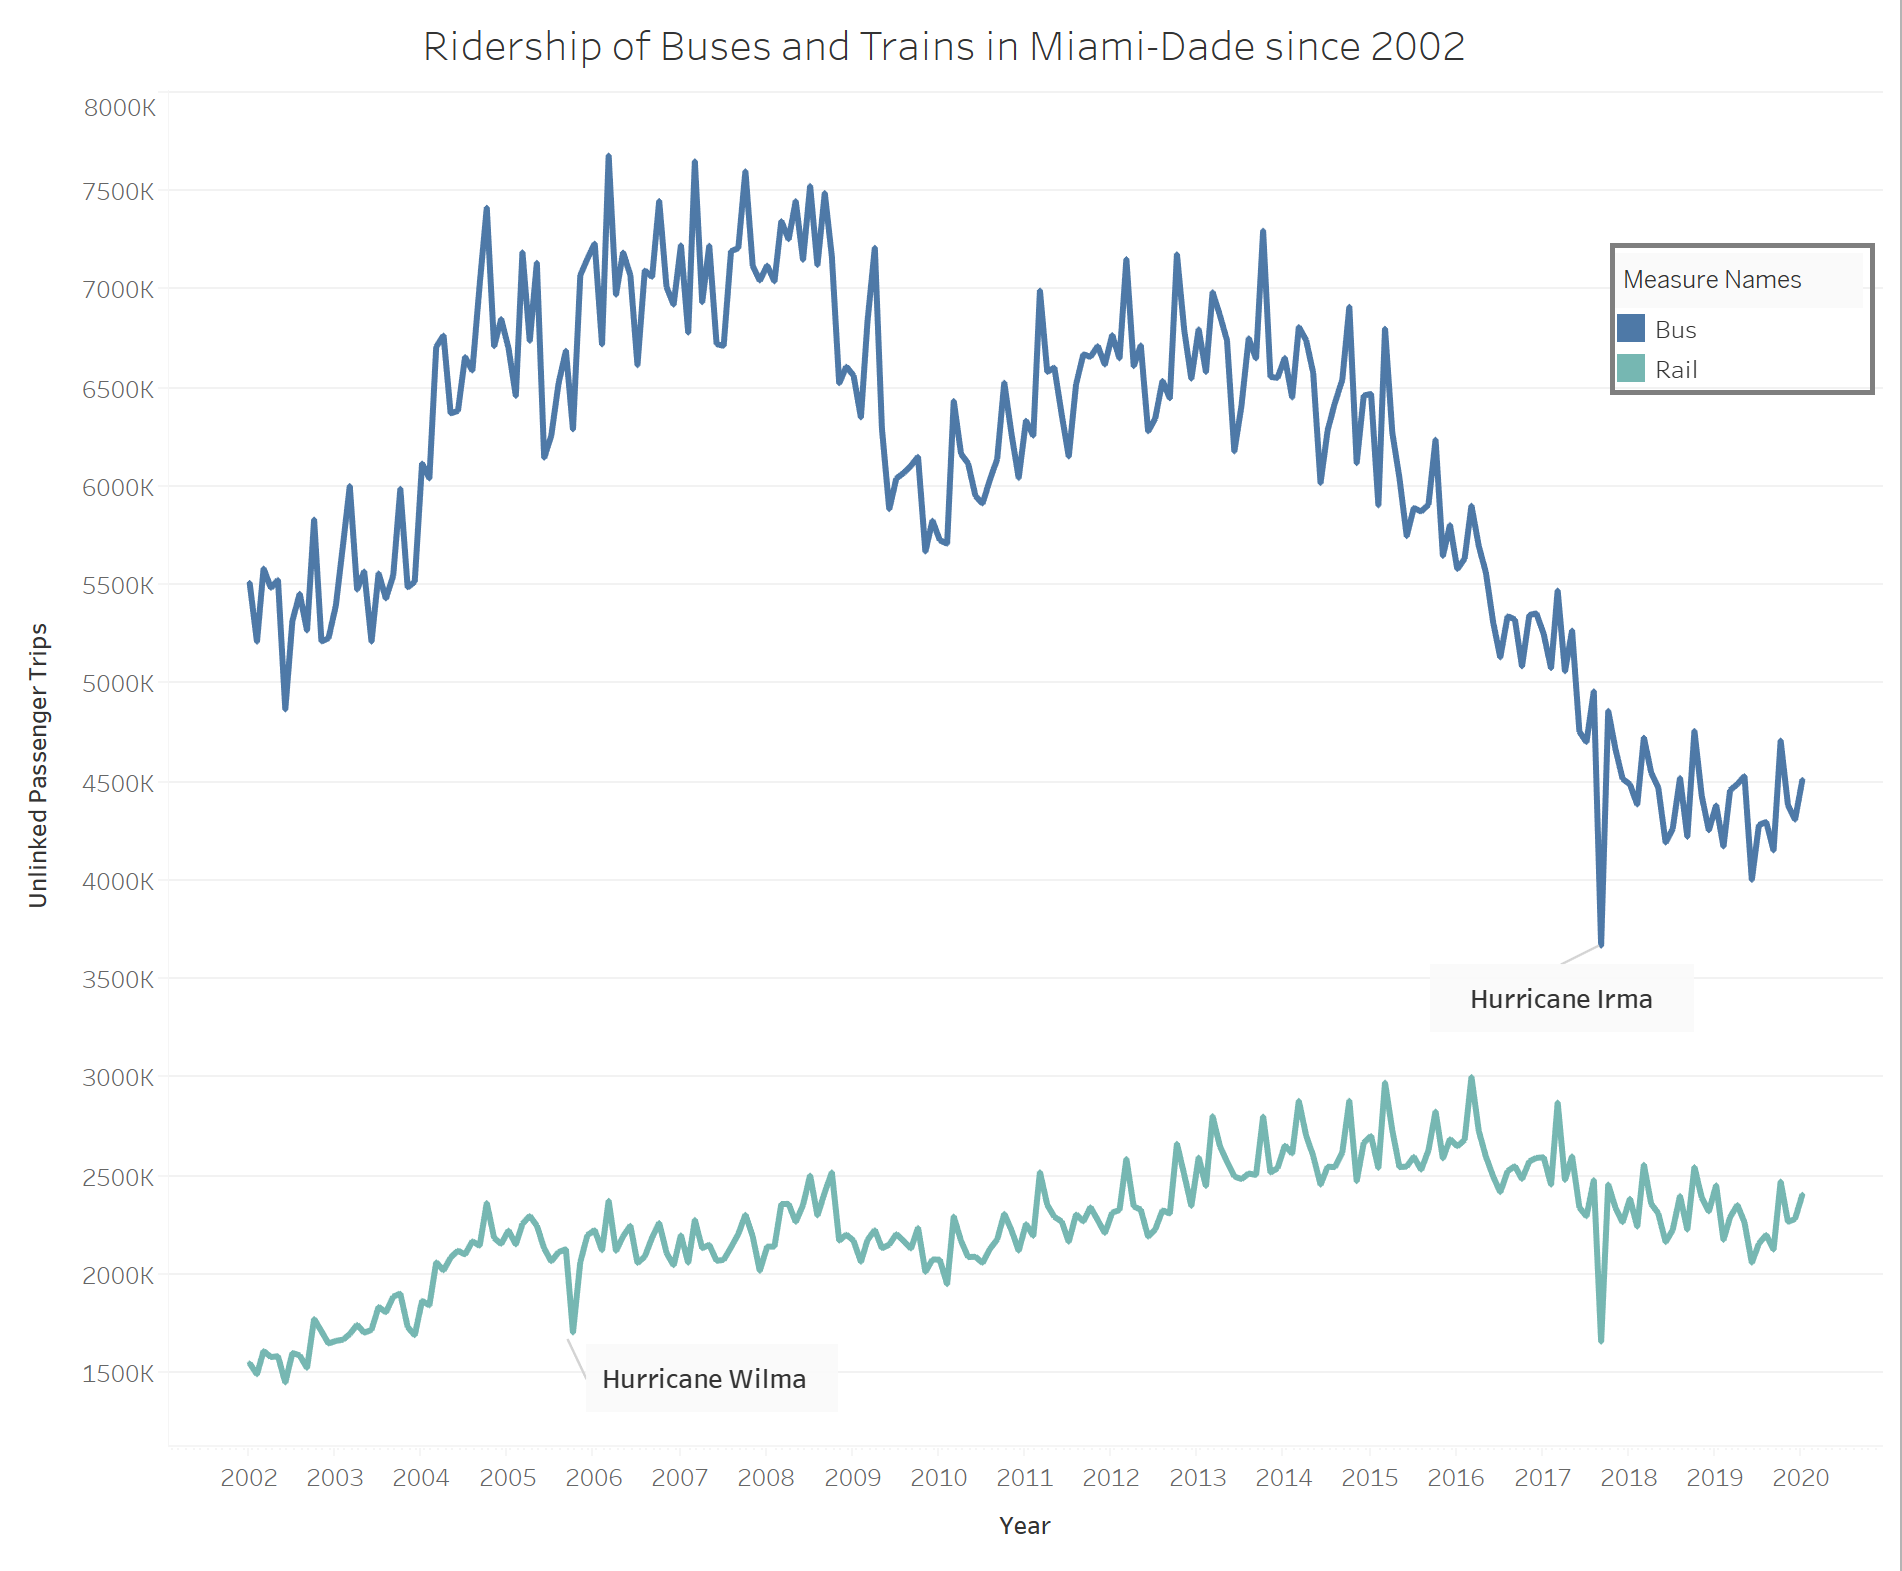 Ridership of Buses and Trains in Miami-Dade since 2002
8000K
7500K
7000K
6500K
6000K
5500K
5000K
4500K
4000K
3500K
3000K
2500K
2000K
1500K
Unlinked Passenger Trips
Measure Names
Bus
Rail
Hurricane Irma
Hurricane Wilma
2002 2003 2004 2005 2006 2007 2008 2009 2010 2011 2012 2013 2014 2015 2016 2017 2018 2019 2020
Year